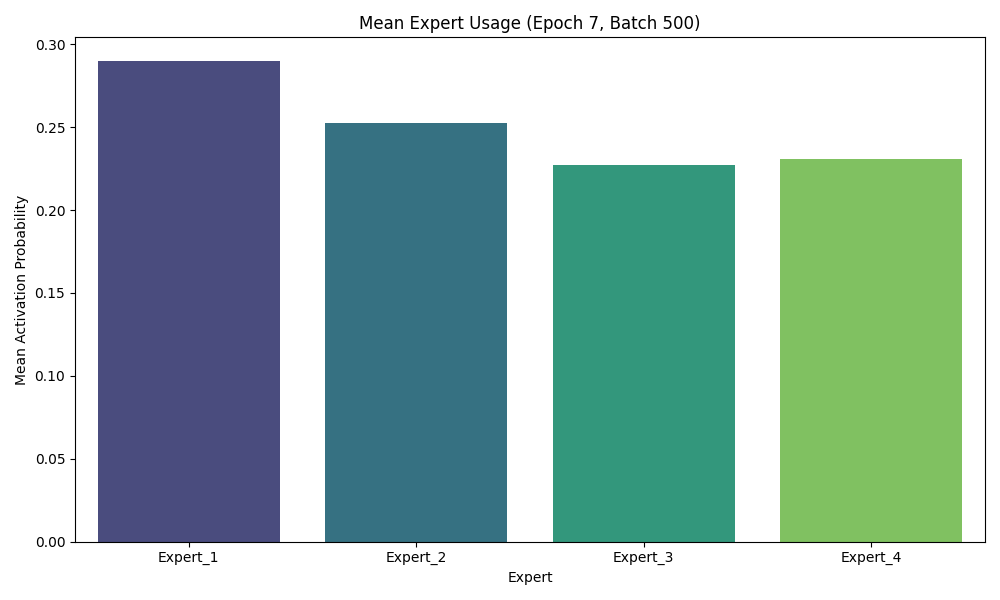 Mean Expert Usage (Epoch 7, Batch 500)
Mean Activation Probability
0.30
0.25
0.20
0.15
0.10
0.05
0.00
Expert_1 Expert_2 Expert_3 Expert_4
Expert